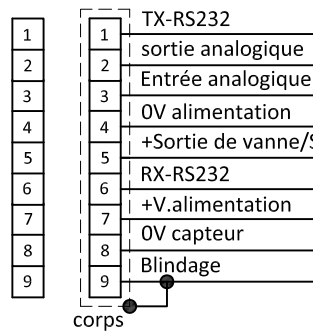 1 1 TX-RS232
2 2 sortie analogique
3 3 Entrée analogique
4 4 0V alimentation
5 5 +Sortie de vanne/
6 6 RX-RS232
7 7 +V.alimentation
8 8 0V capteur
9 9 Blindage
corps